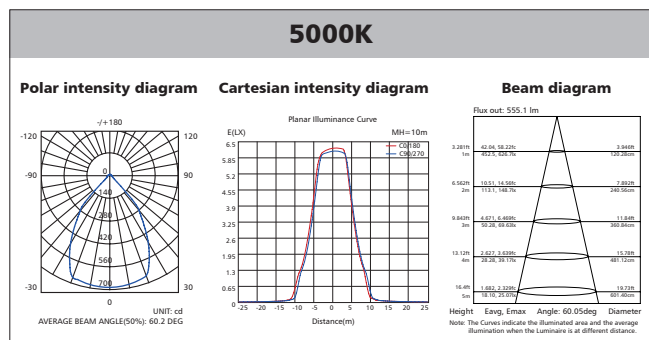 5000K
Polar intensity diagram
-/+180
-120
120
-90
90
0
140
280
420
560
700
-30
30
0
UNIT: cd
AVERAGE BEAM ANGLE(50%): 60.2 DEG
Cartesian intensity diagram
Planar Illuminance Curve
E(LX)
MH=10m
C0/180
C90/270
6.5
5.85
5.2
4.55
3.9
3.25
2.6
1.95
1.3
0.65
0
-25 -20 -15 -10 -5 0 5 10 15 20 25
Distance(m)
Beam diagram
Flux out: 555.1 lm
3.281ft 42.04, 58.22fc 3.946ft
1m 452.5, 626.7lx 120.28cm
6.562ft 10.51, 14.56fc 7.892ft
2m 113.1, 148.7lx 240.56cm
9.843ft 4.671, 6.469fc 11.84ft
3m 50.28, 69.63lx 360.84cm
13.12ft 2.627, 3.639fc 15.78ft
4m 28.28, 39.17lx 481.12cm
16.4ft 1.682, 2.329fc 19.73ft
5m 18.10, 25.07lx 601.40cm
Height Eavg, Emax Angle: 60.05deg Diameter
Note: The Curves indicate the illuminated area and the average
illumination when the Luminaire is at different distance.